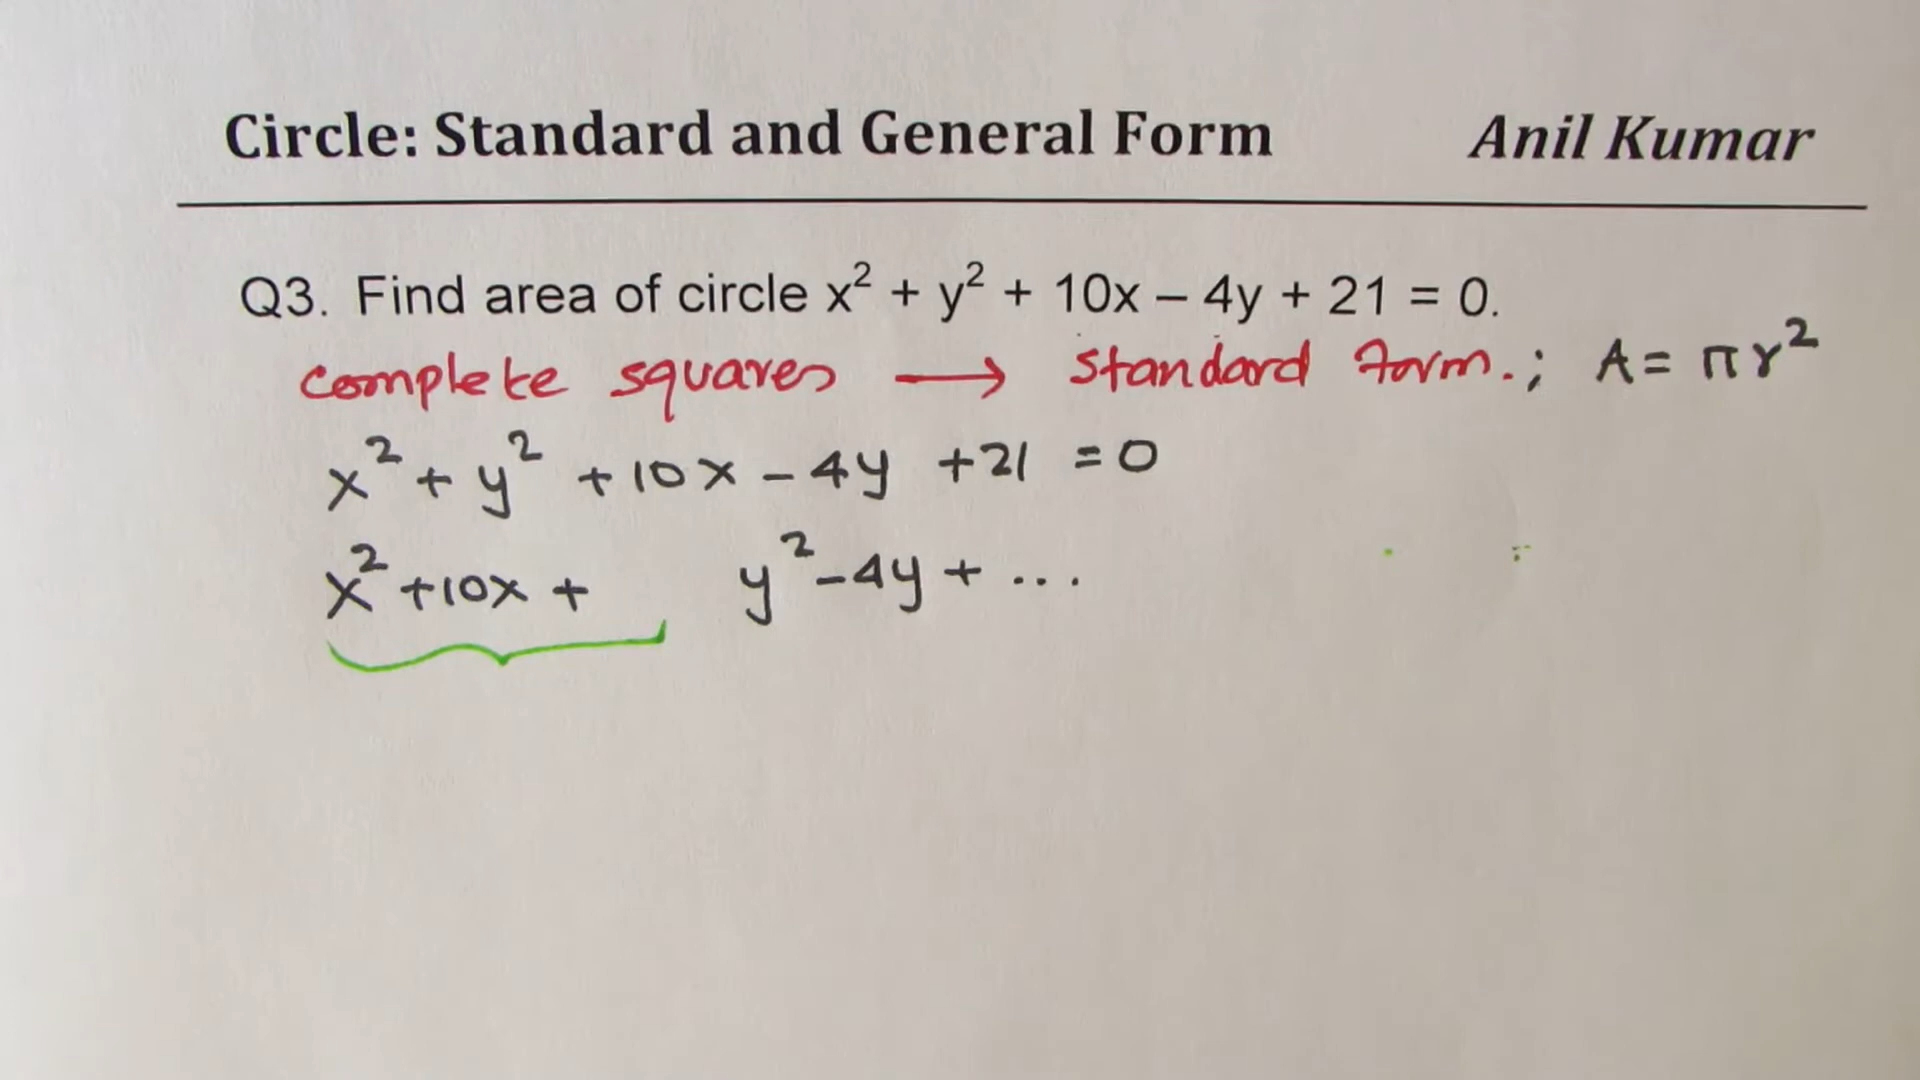 Circle: Standard and General Form Anil Kumar
Q3. Find area of circle x² + y² + 10x – 4y + 21 = 0.
complete squares → standard form. ; A = πr²
x² + y² + 10x - 4y + 21 = 0
x² + 10x + y² - 4y + ...